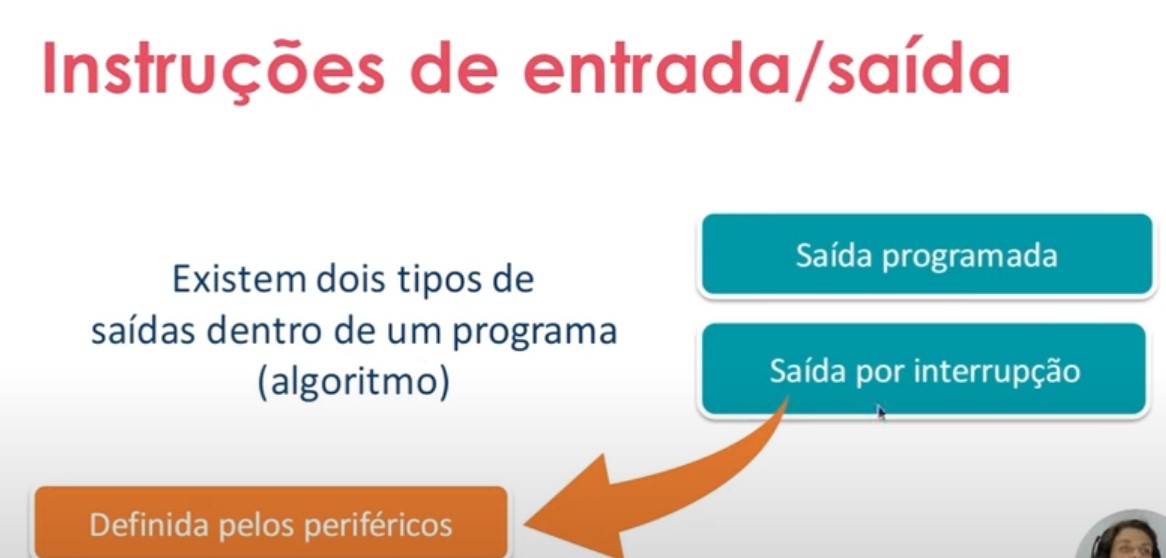 Instruções de entrada/saída
Existem dois tipos de
saídas dentro de um programa
(algoritmo)
Saída programada
Saída por interrupção
Definida pelos periféricos